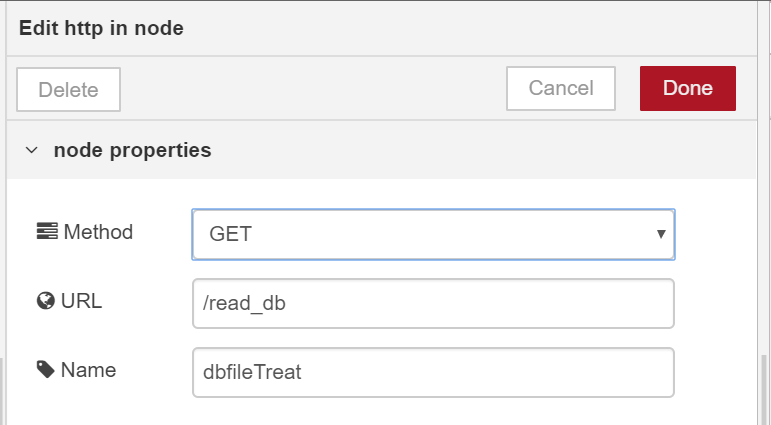 Edit http in node
Delete Cancel Done
node properties
Method GET
URL /read_db
Name dbfileTreat